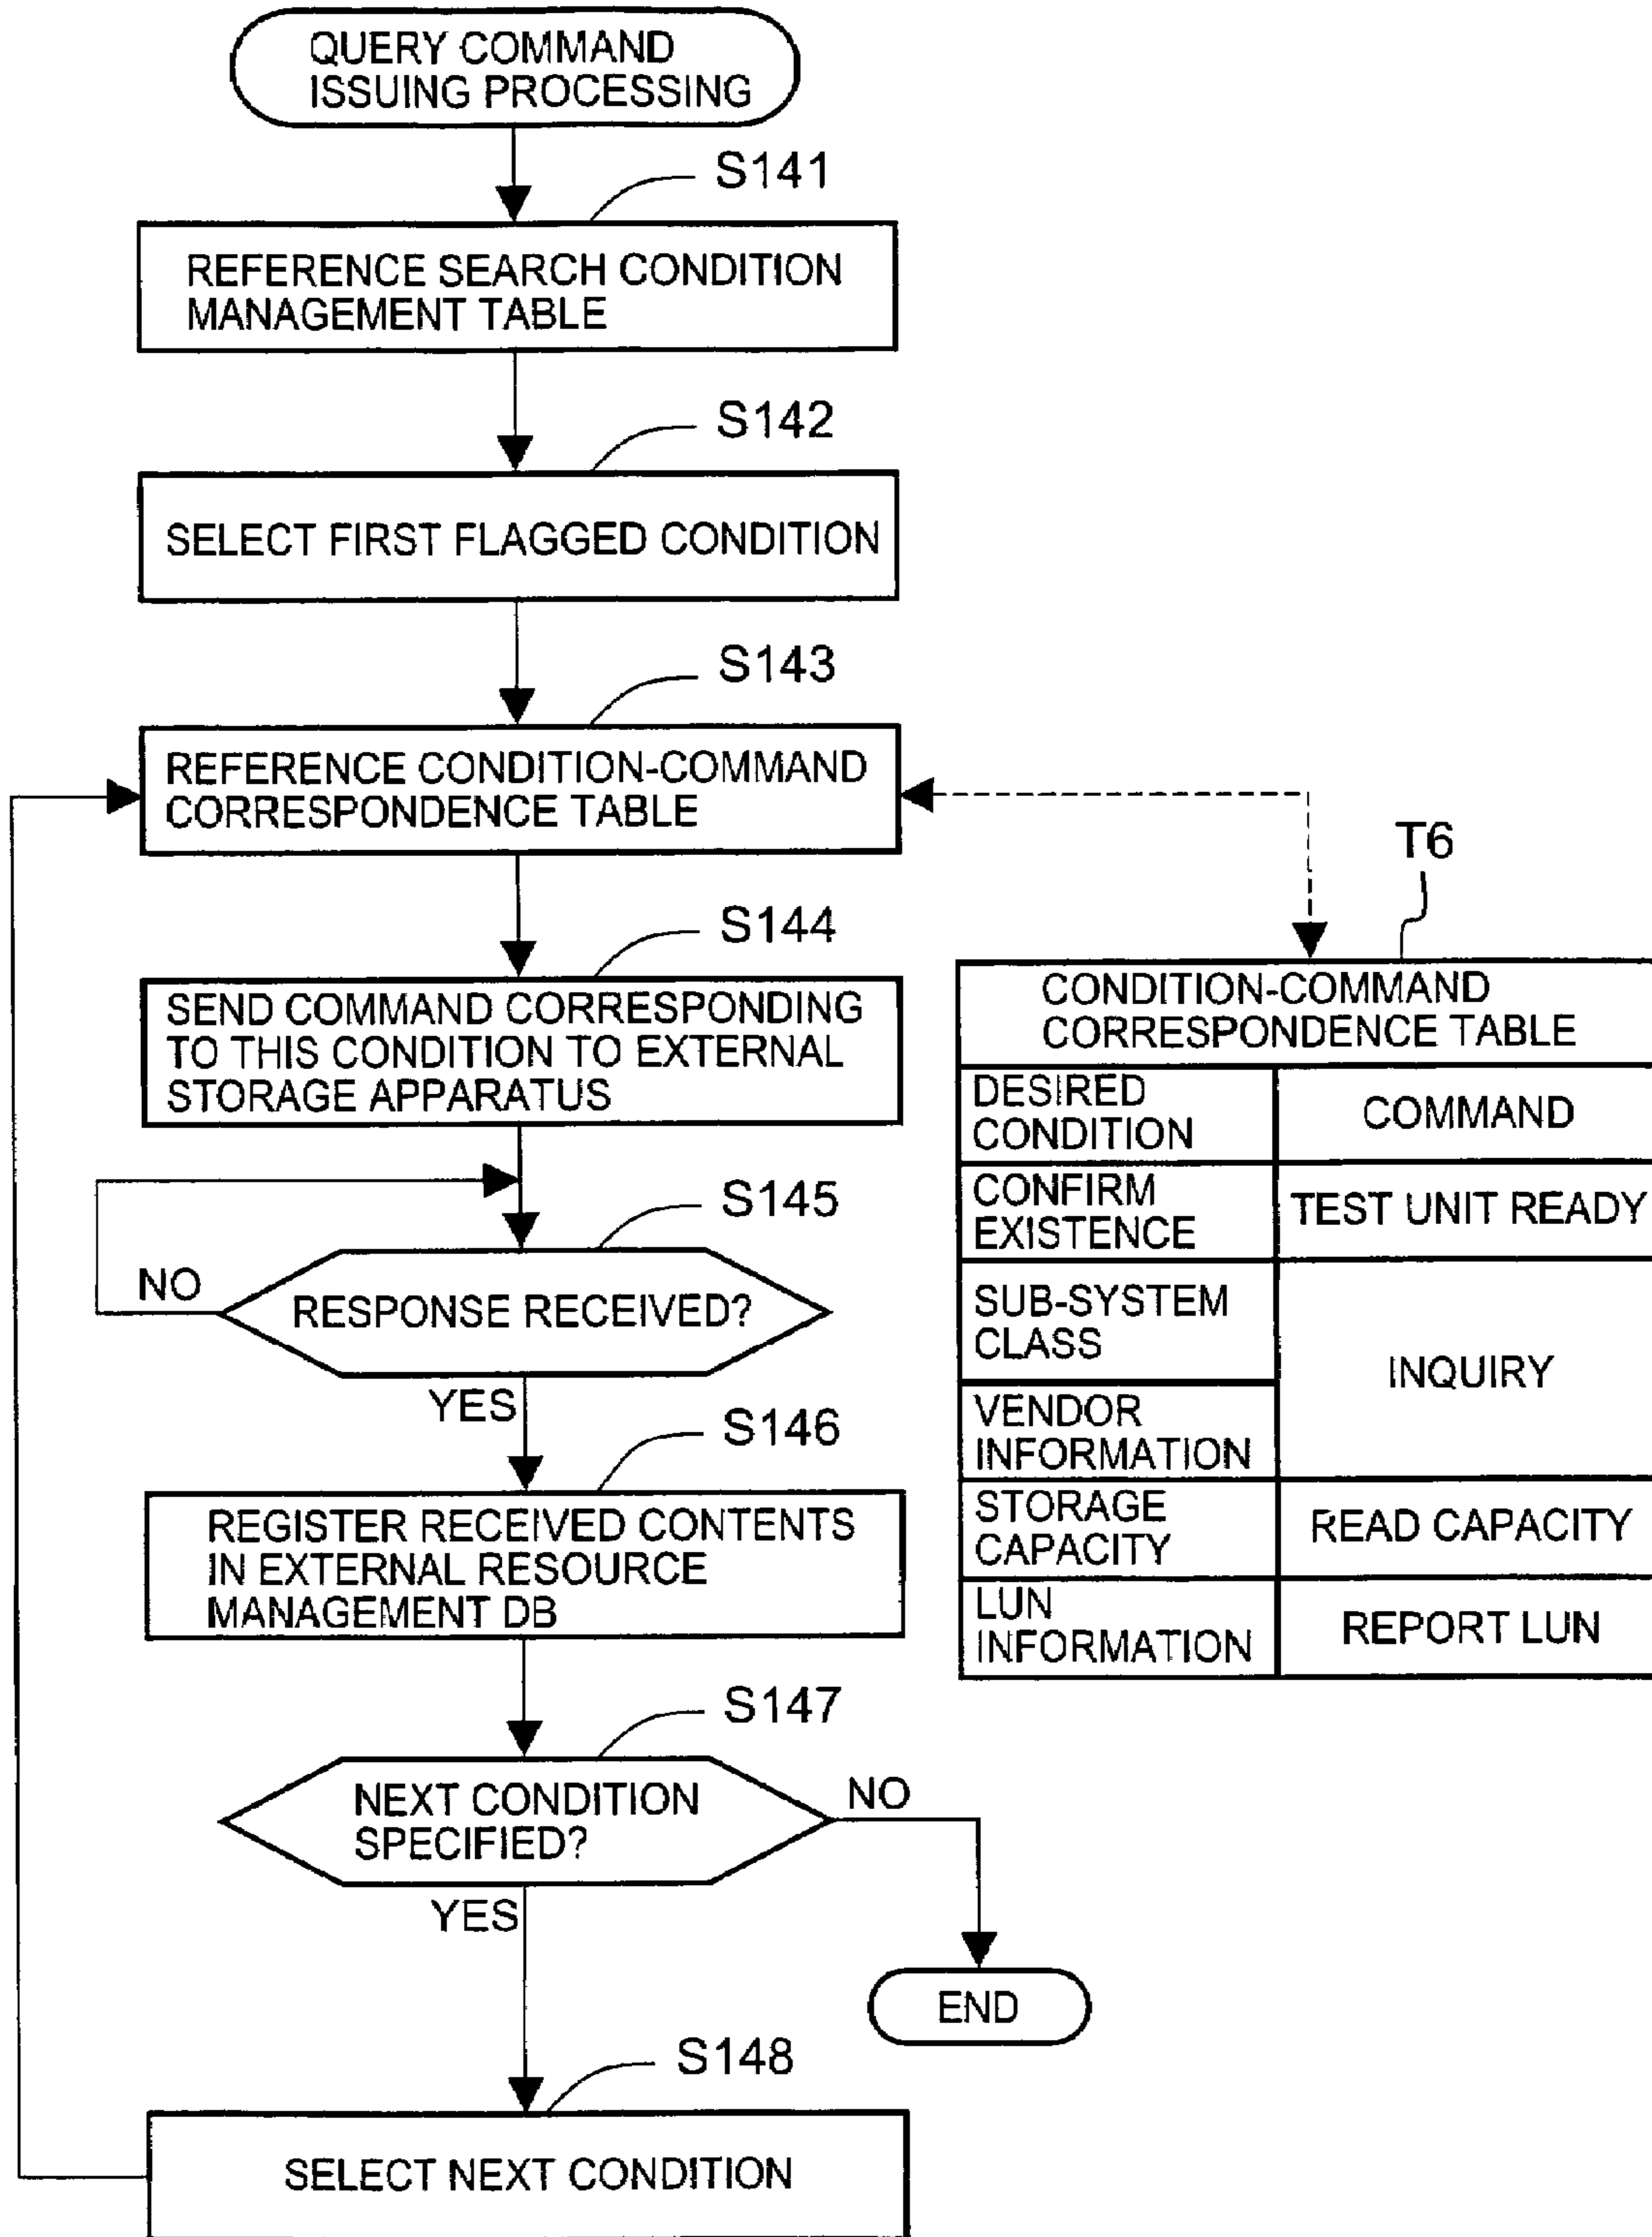 QUERY COMMAND
ISSUING PROCESSING
S141
REFERENCE SEARCH CONDITION
MANAGEMENT TABLE
S142
SELECT FIRST FLAGGED CONDITION
S143
REFERENCE CONDITION-COMMAND
CORRESPONDENCE TABLE
S144
SEND COMMAND CORRESPONDING
TO THIS CONDITION TO EXTERNAL
STORAGE APPARATUS
S145
NO
RESPONSE RECEIVED?
YES
S146
REGISTER RECEIVED CONTENTS
IN EXTERNAL RESOURCE
MANAGEMENT DB
S147
NEXT CONDITION
SPECIFIED?
NO
YES
END
S148
SELECT NEXT CONDITION
T6
CONDITION-COMMAND
CORRESPONDENCE TABLE
DESIRED
CONDITION
COMMAND
CONFIRM
EXISTENCE
TEST UNIT READY
SUB-SYSTEM
CLASS
INQUIRY
VENDOR
INFORMATION
STORAGE
CAPACITY
READ CAPACITY
LUN
INFORMATION
REPORT LUN